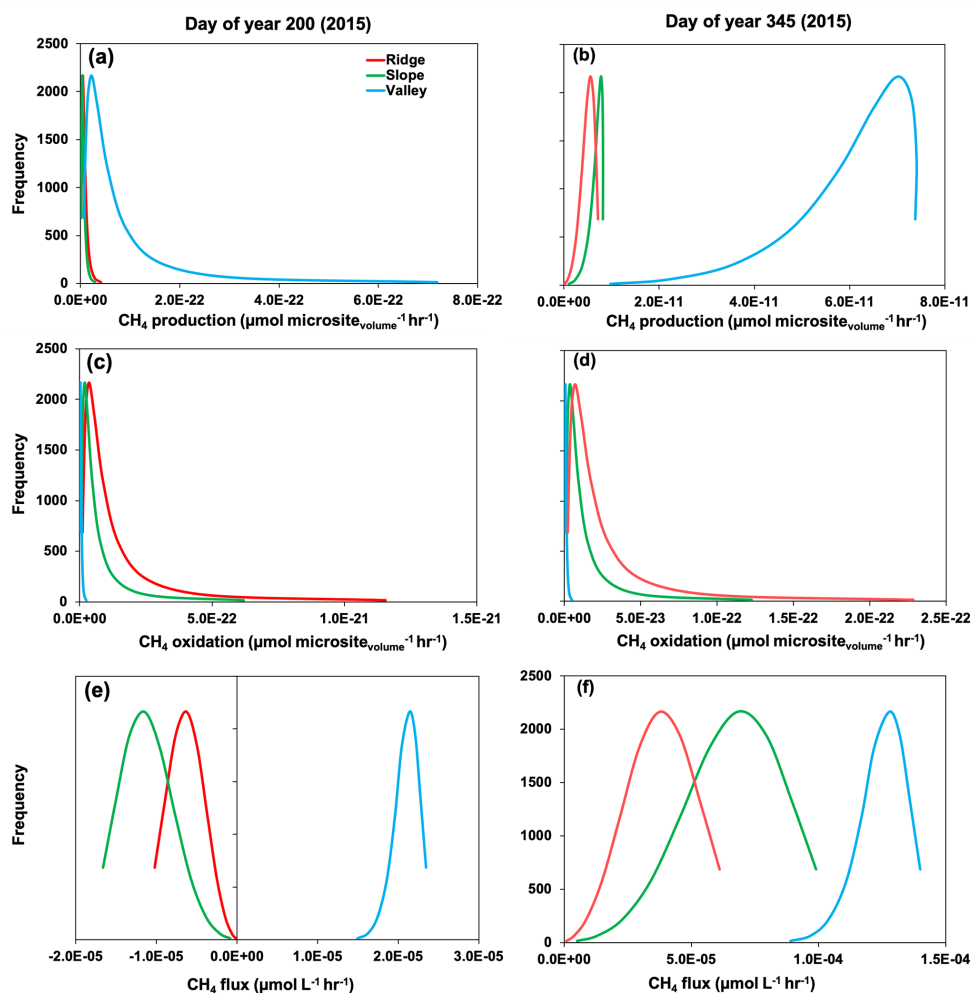 Day of year 200 (2015)
Day of year 345 (2015)
(a)
Ridge
Slope
Valley
Frequency
2500
2000
1500
1000
500
0
0.0E+00 2.0E-22 4.0E-22 6.0E-22 8.0E-22
CH₄ production (µmol microsite_volume⁻¹ hr⁻¹)
(b)
0.0E+00 2.0E-11 4.0E-11 6.0E-11 8.0E-11
CH₄ production (µmol microsite_volume⁻¹ hr⁻¹)
(c)
Frequency
2500
2000
1500
1000
500
0
0.0E+00 5.0E-22 1.0E-21 1.5E-21
CH₄ oxidation (µmol microsite_volume⁻¹ hr⁻¹)
(d)
0.0E+00 5.0E-23 1.0E-22 1.5E-22 2.0E-22 2.5E-22
CH₄ oxidation (µmol microsite_volume⁻¹ hr⁻¹)
(e)
Frequency
-2.0E-05 -1.0E-05 0.0E+00 1.0E-05 2.0E-05 3.0E-05
CH₄ flux (µmol L⁻¹ hr⁻¹)
(f)
2500
2000
1500
1000
500
0
0.0E+00 5.0E-05 1.0E-04 1.5E-04
CH₄ flux (µmol L⁻¹ hr⁻¹)